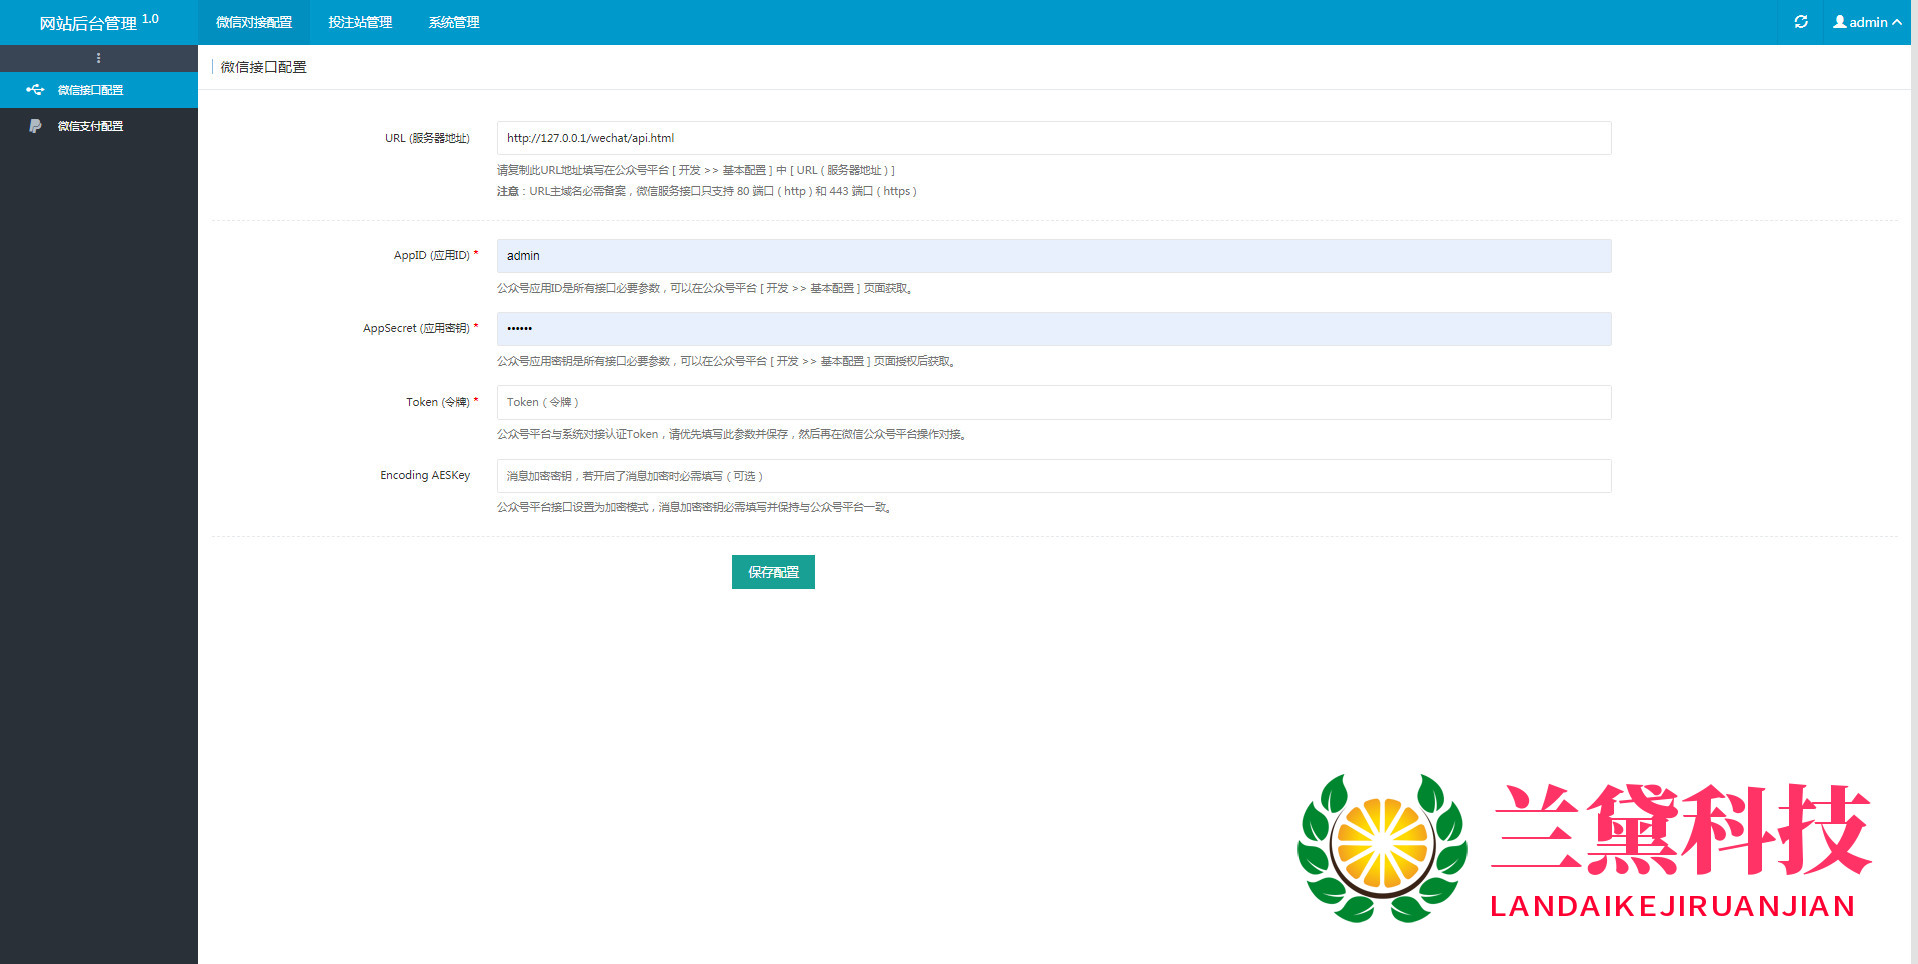 网站后台管理 1.0
微信对接配置
投注站管理
系统管理
admin
微信接口配置
微信支付配置
微信接口配置
URL (服务器地址)
http://127.0.0.1/wechat/api.html
请复制此URL地址填写在公众号平台 [ 开发 >> 基本配置 ] 中 [ URL ( 服务器地址 ) ]
注意：URL主域名必需备案，微信服务接口只支持 80 端口 ( http ) 和 443 端口 ( https )
AppID (应用ID) *
admin
公众号应用ID是所有接口必要参数，可以在公众号平台 [ 开发 >> 基本配置 ] 页面获取。
AppSecret (应用密钥) *
••••••
公众号应用密钥是所有接口必要参数，可以在公众号平台 [ 开发 >> 基本配置 ] 页面授权后获取。
Token (令牌) *
Token ( 令牌 )
公众号平台与系统对接认证Token，请优先填写此参数并保存，然后再在微信公众号平台操作对接。
Encoding AESKey
消息加密密钥，若开启了消息加密时必需填写 ( 可选 )
公众号平台接口设置为加密模式，消息加密密钥必需填写并保持与公众号平台一致。
保存配置
兰黛科技
LANDAIKEJIRUANJIAN